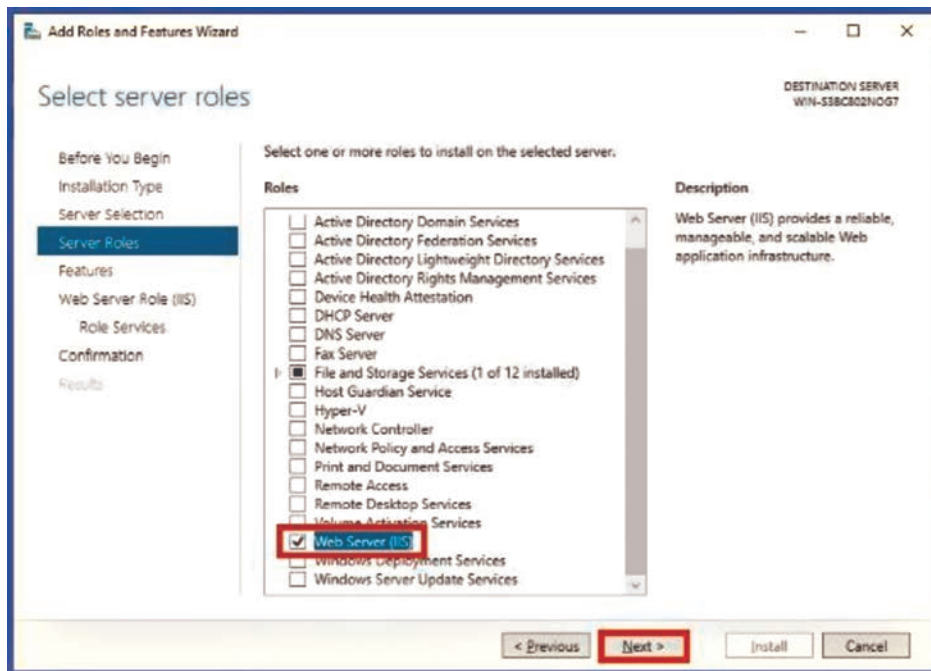 Add Roles and Features Wizard
Select server roles
DESTINATION SERVER
WIN-S3BC802NOG7
Before You Begin
Installation Type
Server Selection
Server Roles
Features
Web Server Role (IIS)
Role Services
Confirmation
Results
Select one or more roles to install on the selected server.
Roles
Active Directory Domain Services
Active Directory Federation Services
Active Directory Lightweight Directory Services
Active Directory Rights Management Services
Device Health Attestation
DHCP Server
DNS Server
Fax Server
File and Storage Services (1 of 12 installed)
Host Guardian Service
Hyper-V
Network Controller
Network Policy and Access Services
Print and Document Services
Remote Access
Remote Desktop Services
Volume Activation Services
Web Server (IIS)
Windows Deployment Services
Windows Server Update Services
Description
Web Server (IIS) provides a reliable,
manageable, and scalable Web
application infrastructure.
< Previous
Next >
Install
Cancel